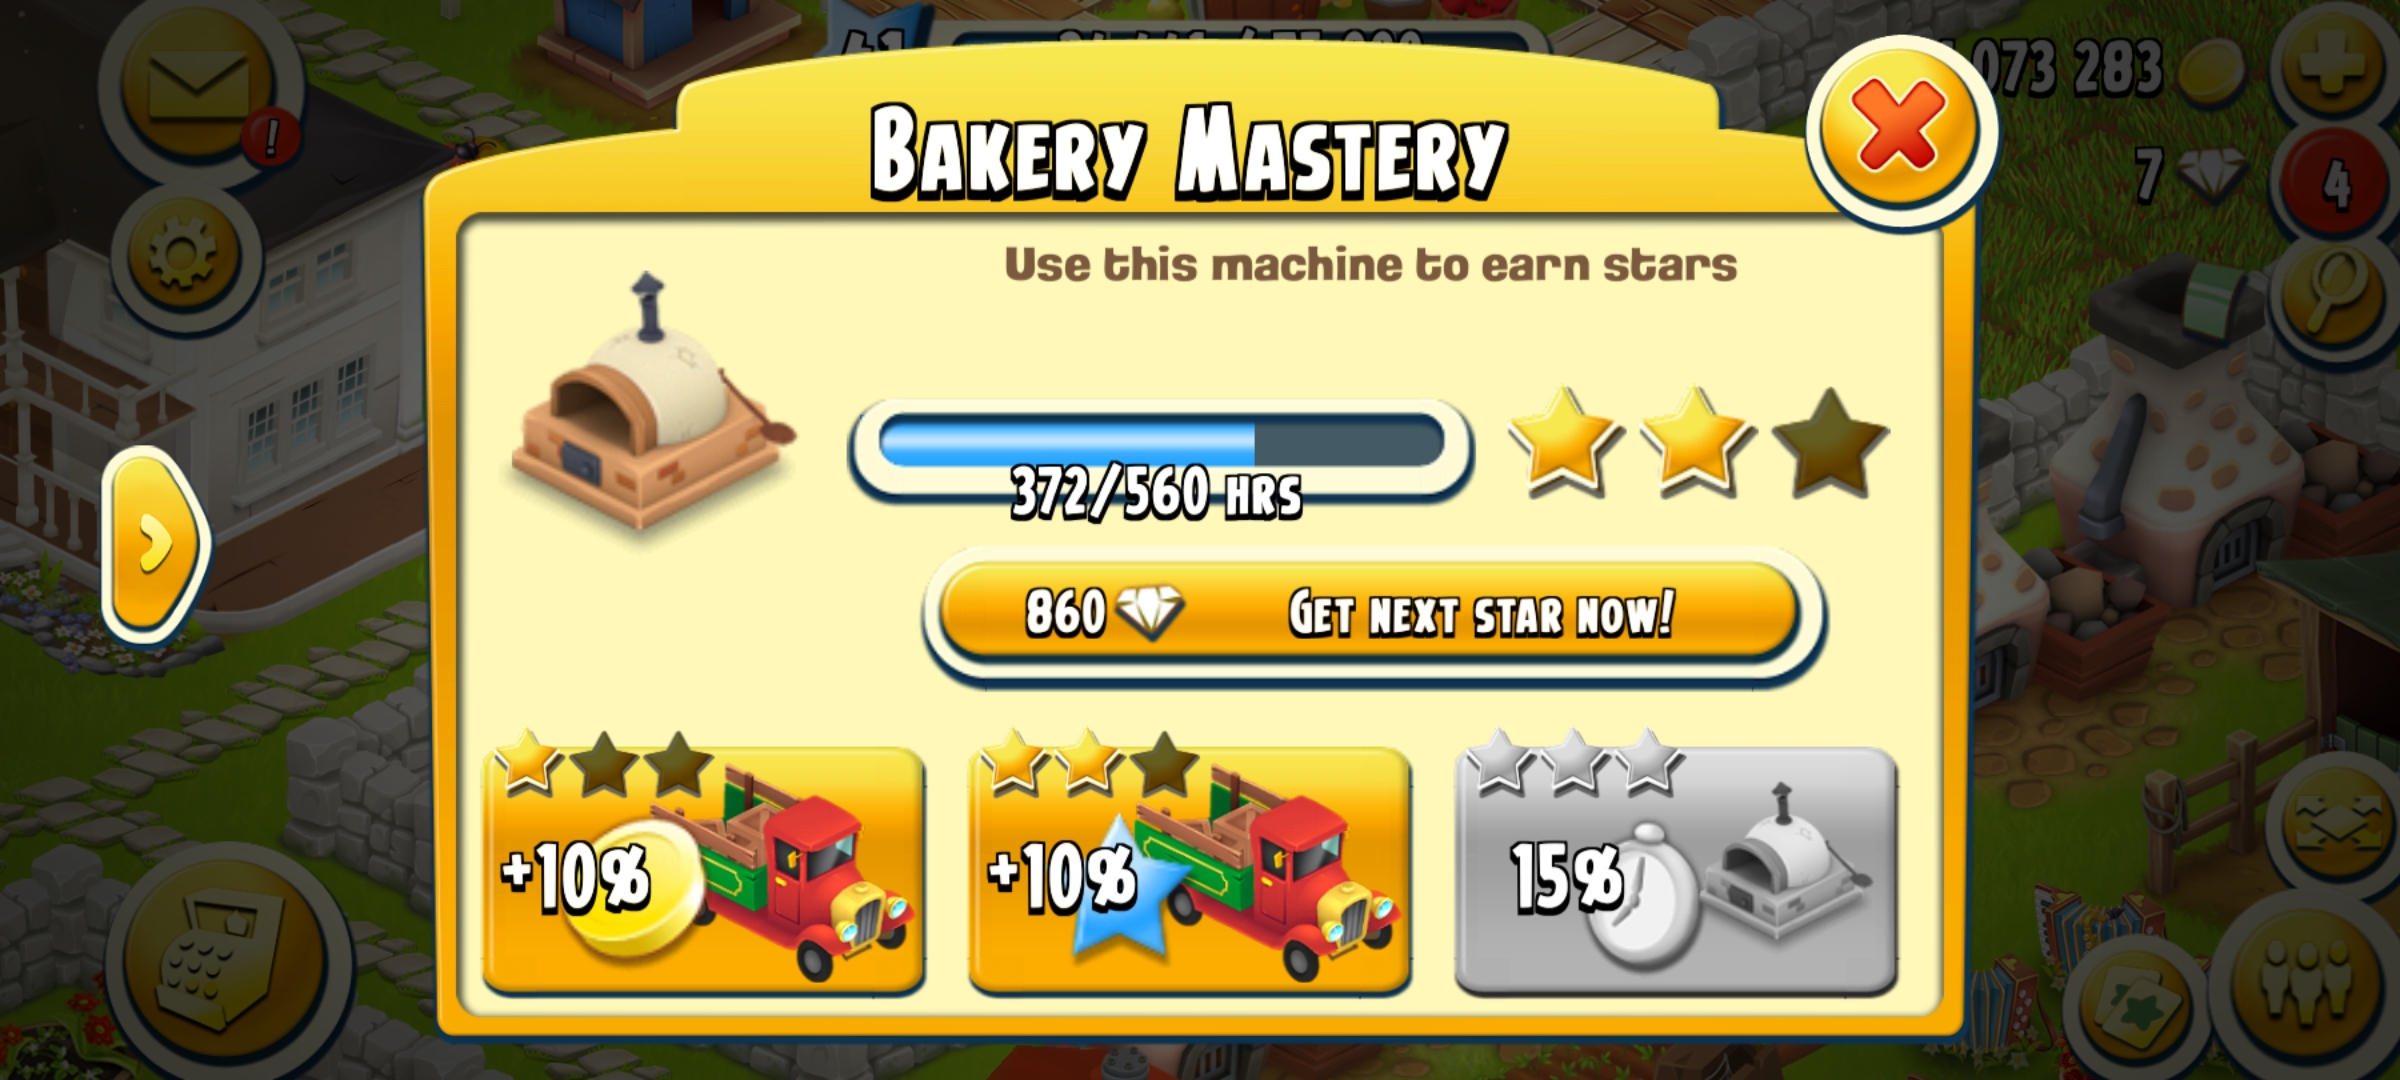 Bakery Mastery
073 283
!
7
4
Use this machine to earn stars
372/560 hrs
860 Get next star now!
+10%
+10%
15%